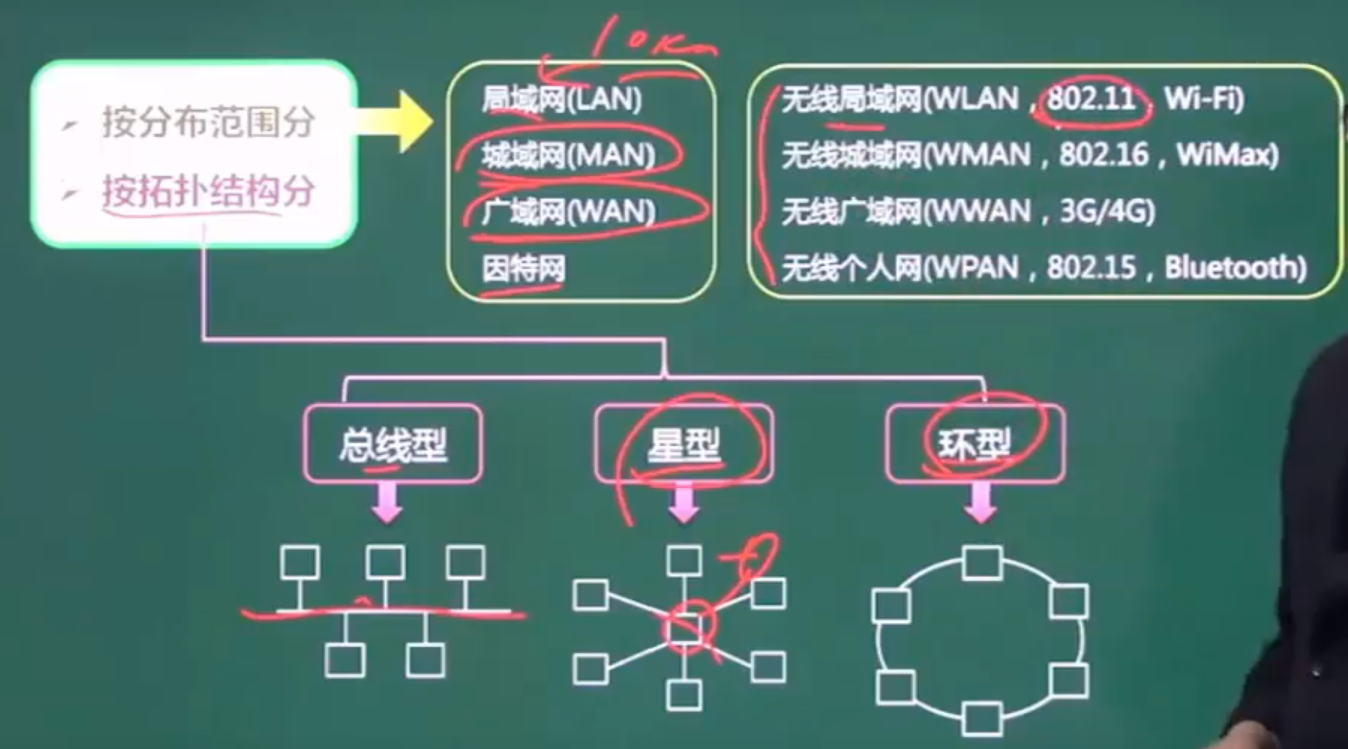 10Km
按分布范围分
按拓扑结构分
局域网(LAN)
城域网(MAN)
广域网(WAN)
因特网
无线局域网(WLAN，802.11，Wi-Fi)
无线城域网(WMAN，802.16，WiMax)
无线广域网(WWAN，3G/4G)
无线个人网(WPAN，802.15，Bluetooth)
总线型
星型
环型